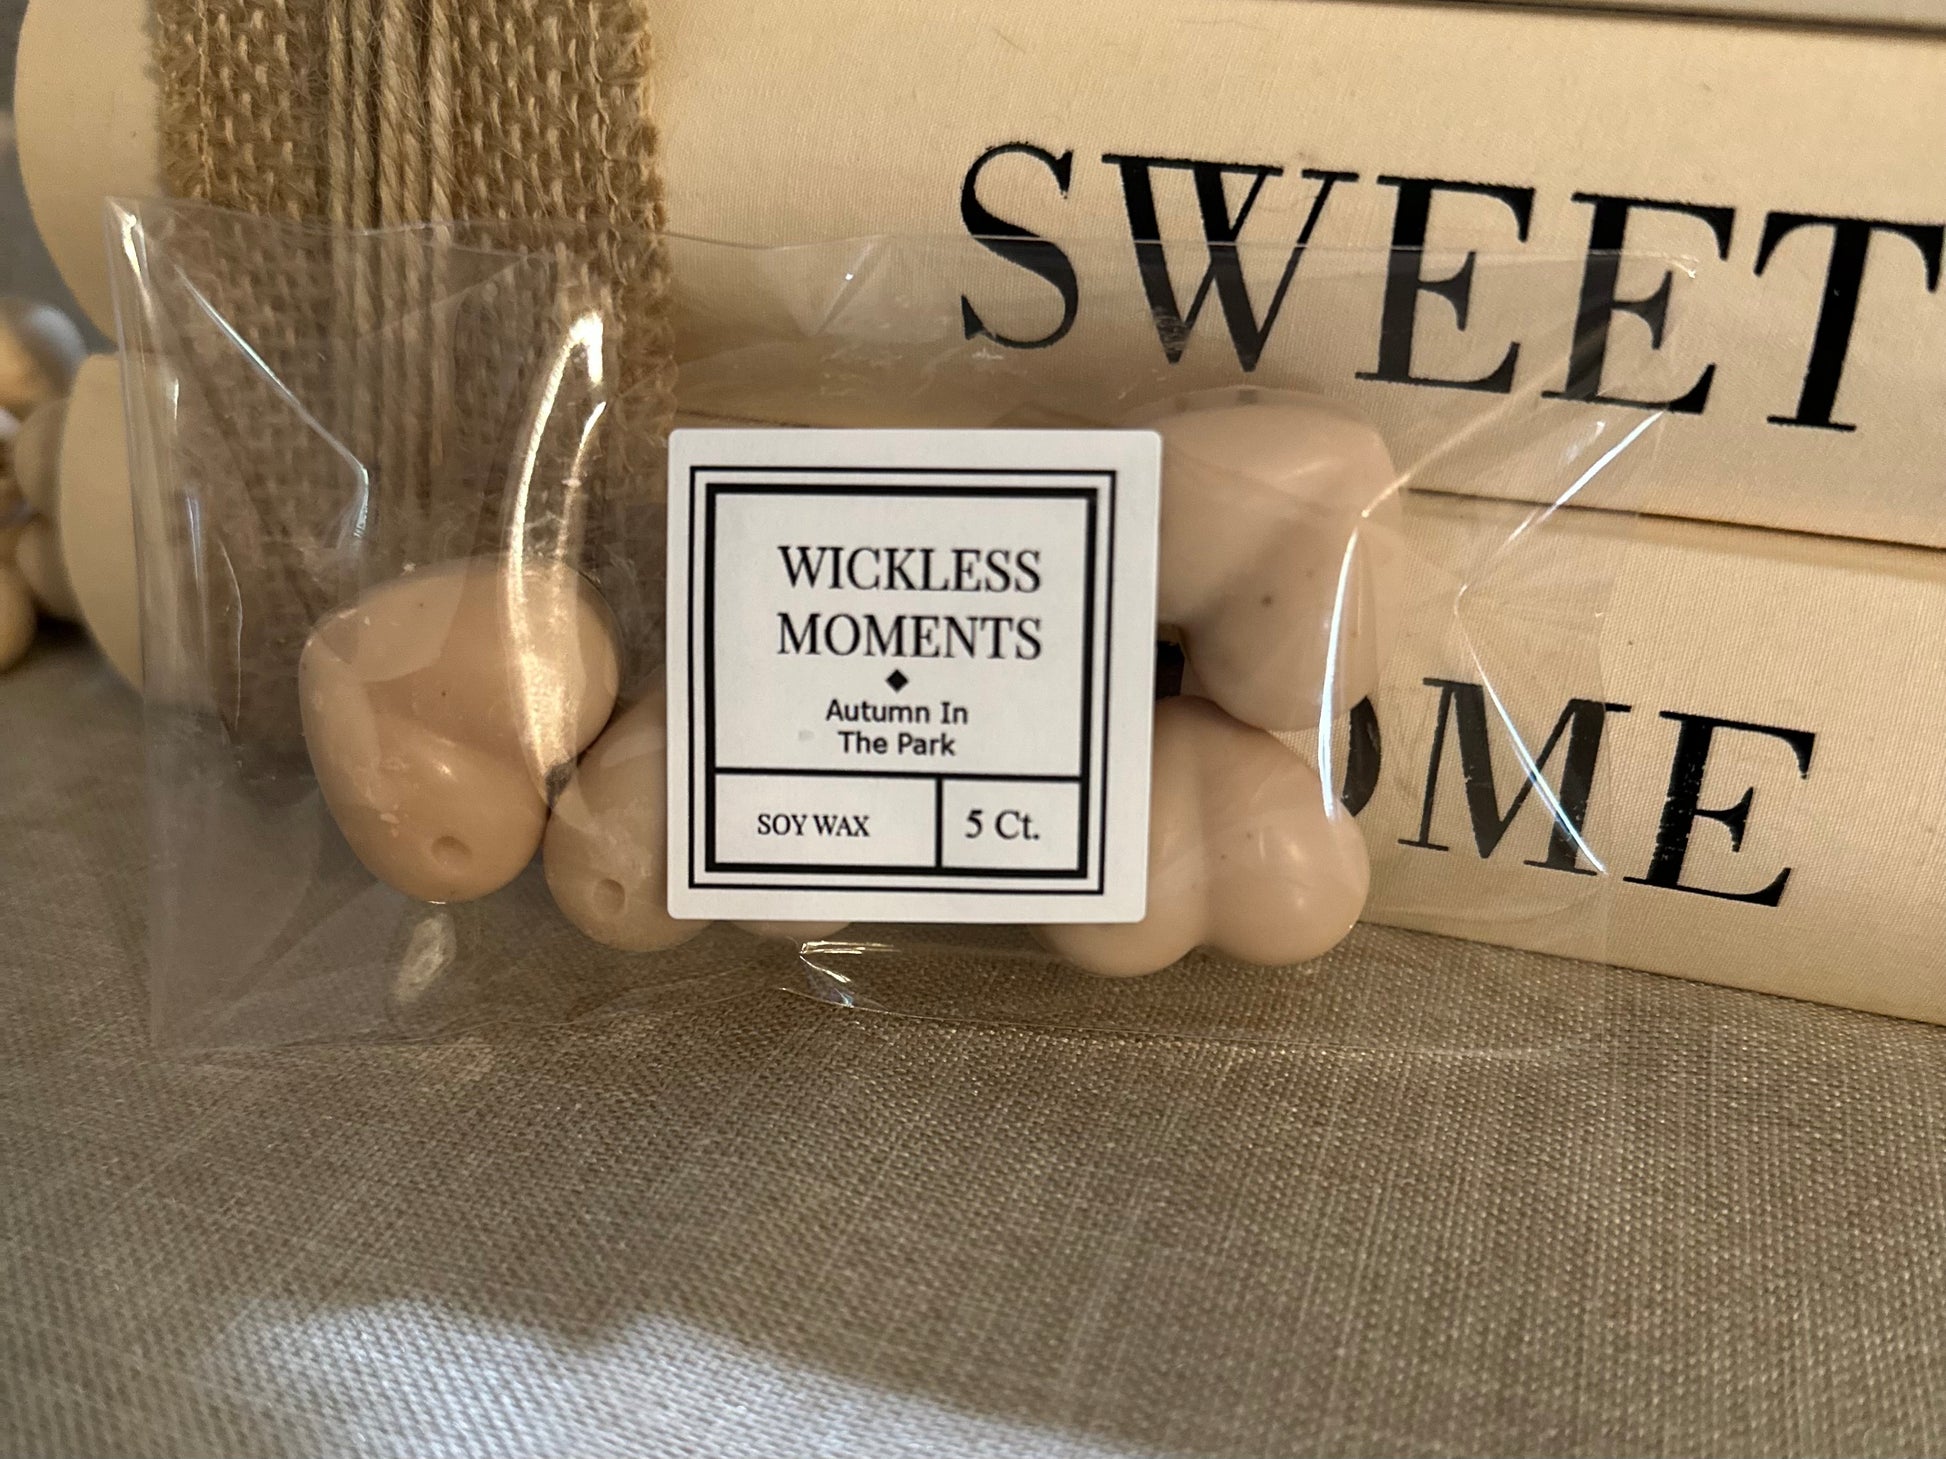 SWEET
OME
WICKLESS
MOMENTS
Autumn In
The Park
SOY WAX
5 Ct.